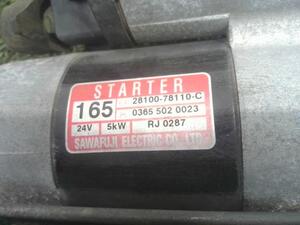 STARTER
165 28100-78110-C
0365 502 0023
24V 5kW RJ 0287
SAWAFUJI ELECTRIC CO., LTD.